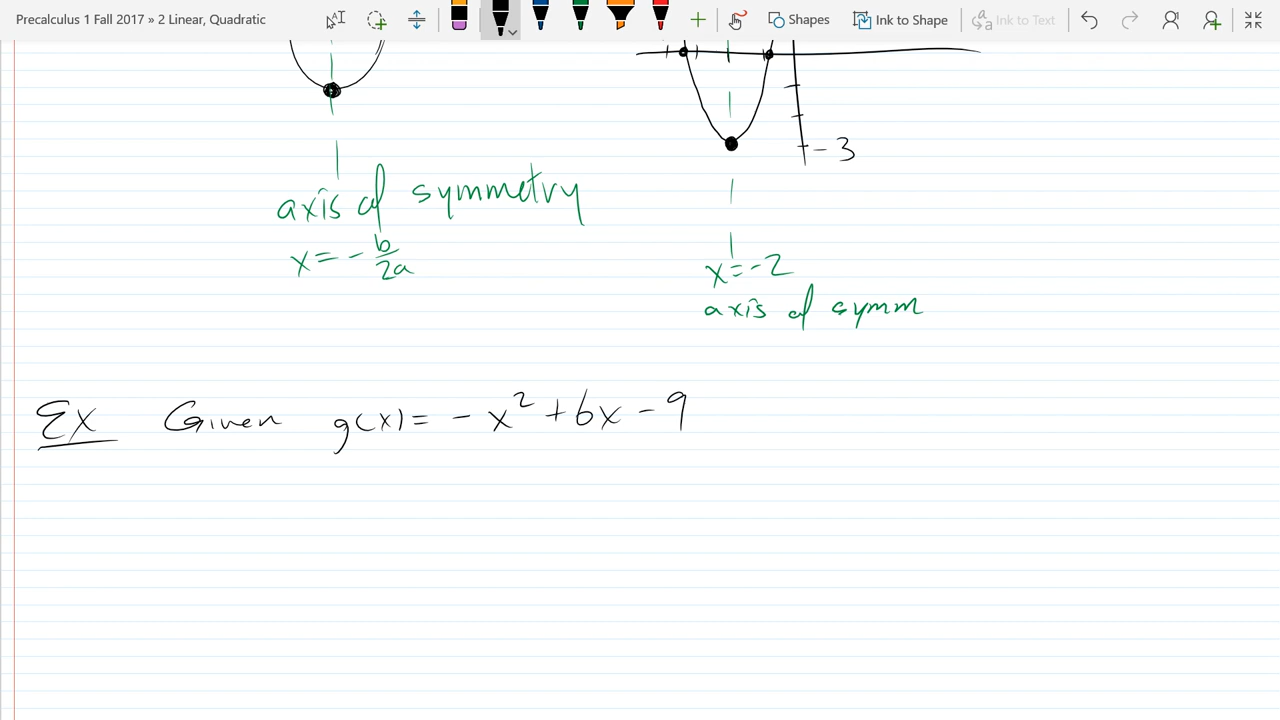 Precalculus 1 Fall 2017 » 2 Linear, Quadratic
Shapes
Ink to Shape
Ink to Text
-3
axis of symmetry
x = - b/2a
x = -2
axis of symm
Ex Given g(x) = - x² + 6x - 9